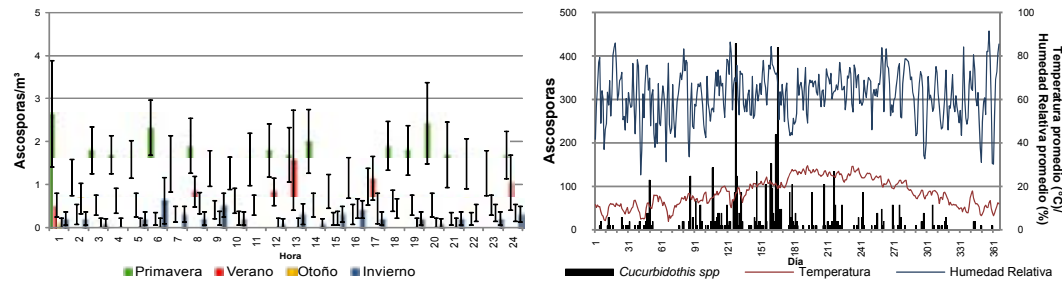 5
4
3
2
1
0
Ascosporas/m³
1 2 3 4 5 6 7 8 9 10 11 12 13 14 15 16 17 18 19 20 21 22 23 24
Hora
Primavera Verano Otoño Invierno
500
400
300
200
100
0
Ascosporas
100
80
60
40
20
0
Temperatura promedio (°C)/
Humedad Relativa promedio (%)
1 31 61 91 121 151 181 211 241 271 301 331 361
Día
Cucurbidothis spp Temperatura Humedad Relativa